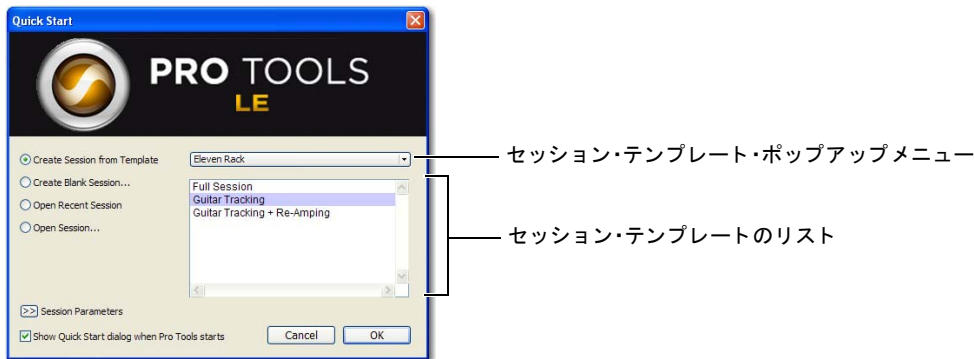 Quick Start
PRO TOOLS
LE
Create Session from Template
Eleven Rack
セッション・テンプレート・ポップアップメニュー
Create Blank Session...
Open Recent Session
Open Session...
Full Session
Guitar Tracking
Guitar Tracking + Re-Amping
セッション・テンプレートのリスト
>> Session Parameters
Show Quick Start dialog when Pro Tools starts
Cancel
OK